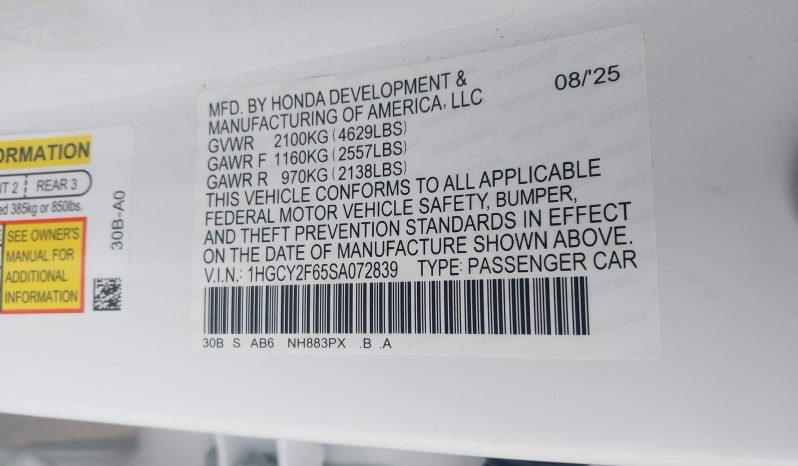 MFD. BY HONDA DEVELOPMENT &
MANUFACTURING OF AMERICA, LLC
08/'25
GVWR 2100KG (4629LBS)
GAWR F 1160KG (2557LBS)
GAWR R 970KG (2138LBS)
THIS VEHICLE CONFORMS TO ALL APPLICABLE
FEDERAL MOTOR VEHICLE SAFETY, BUMPER,
AND THEFT PREVENTION STANDARDS IN EFFECT
ON THE DATE OF MANUFACTURE SHOWN ABOVE.
V.I.N.: 1HGCY2F65SA072839 TYPE: PASSENGER CAR
30B S AB6 NH883PX .B .A
REAR 3
385kg or 850lbs.
SEE OWNER'S
MANUAL FOR
ADDITIONAL
INFORMATION
30B-A0